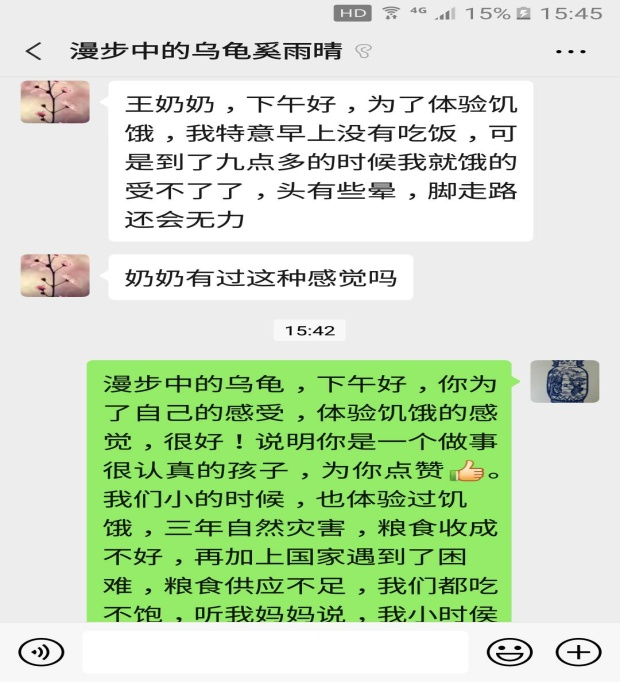 HD 4G 15% 15:45
漫步中的乌龟奚雨晴
王奶奶，下午好，为了体验饥
饿，我特意早上没有吃饭，可
是到了九点多的时候我就饿的
受不了了，头有些晕，脚走路
还会无力
奶奶有过这种感觉吗
15:42
漫步中的乌龟，下午好，你为
了自己的感受，体验饥饿的感
觉，很好！说明你是一个做事
很认真的孩子，为你点赞👍。
我们小的时候，也体验过饥
饿，三年自然灾害，粮食收成
不好，再加上国家遇到了困
难，粮食供应不足，我们都吃
不饱，听我妈妈说，我小时候